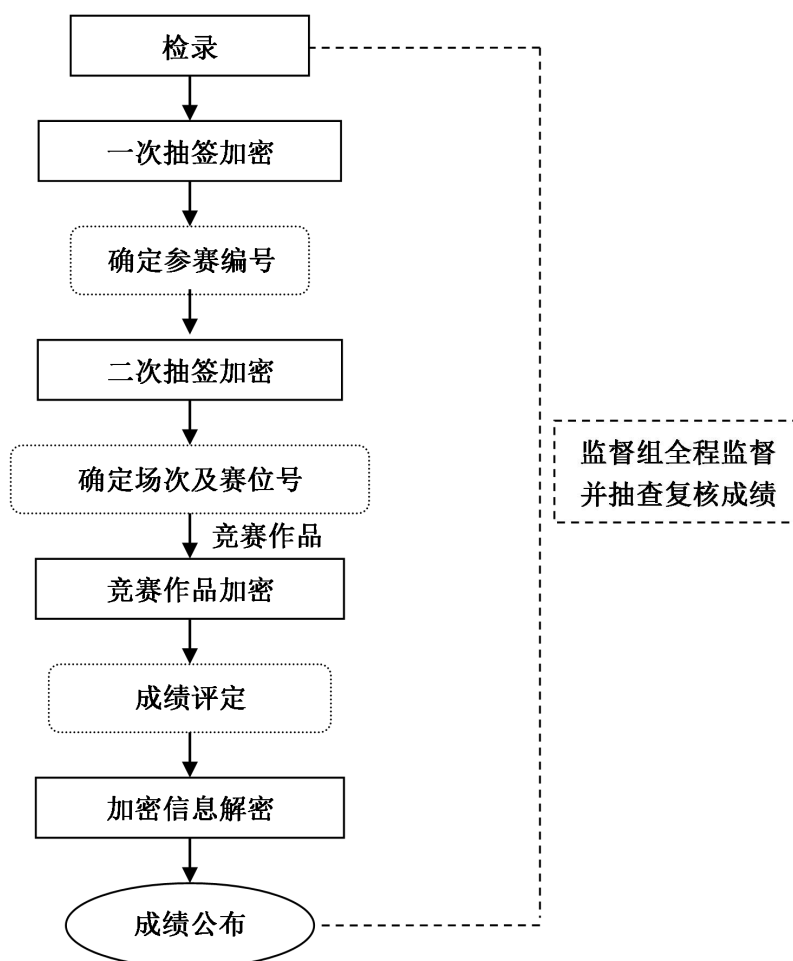 检录
一次抽签加密
确定参赛编号
二次抽签加密
确定场次及赛位号
竞赛作品
竞赛作品加密
成绩评定
加密信息解密
成绩公布
监督组全程监督
并抽查复核成绩